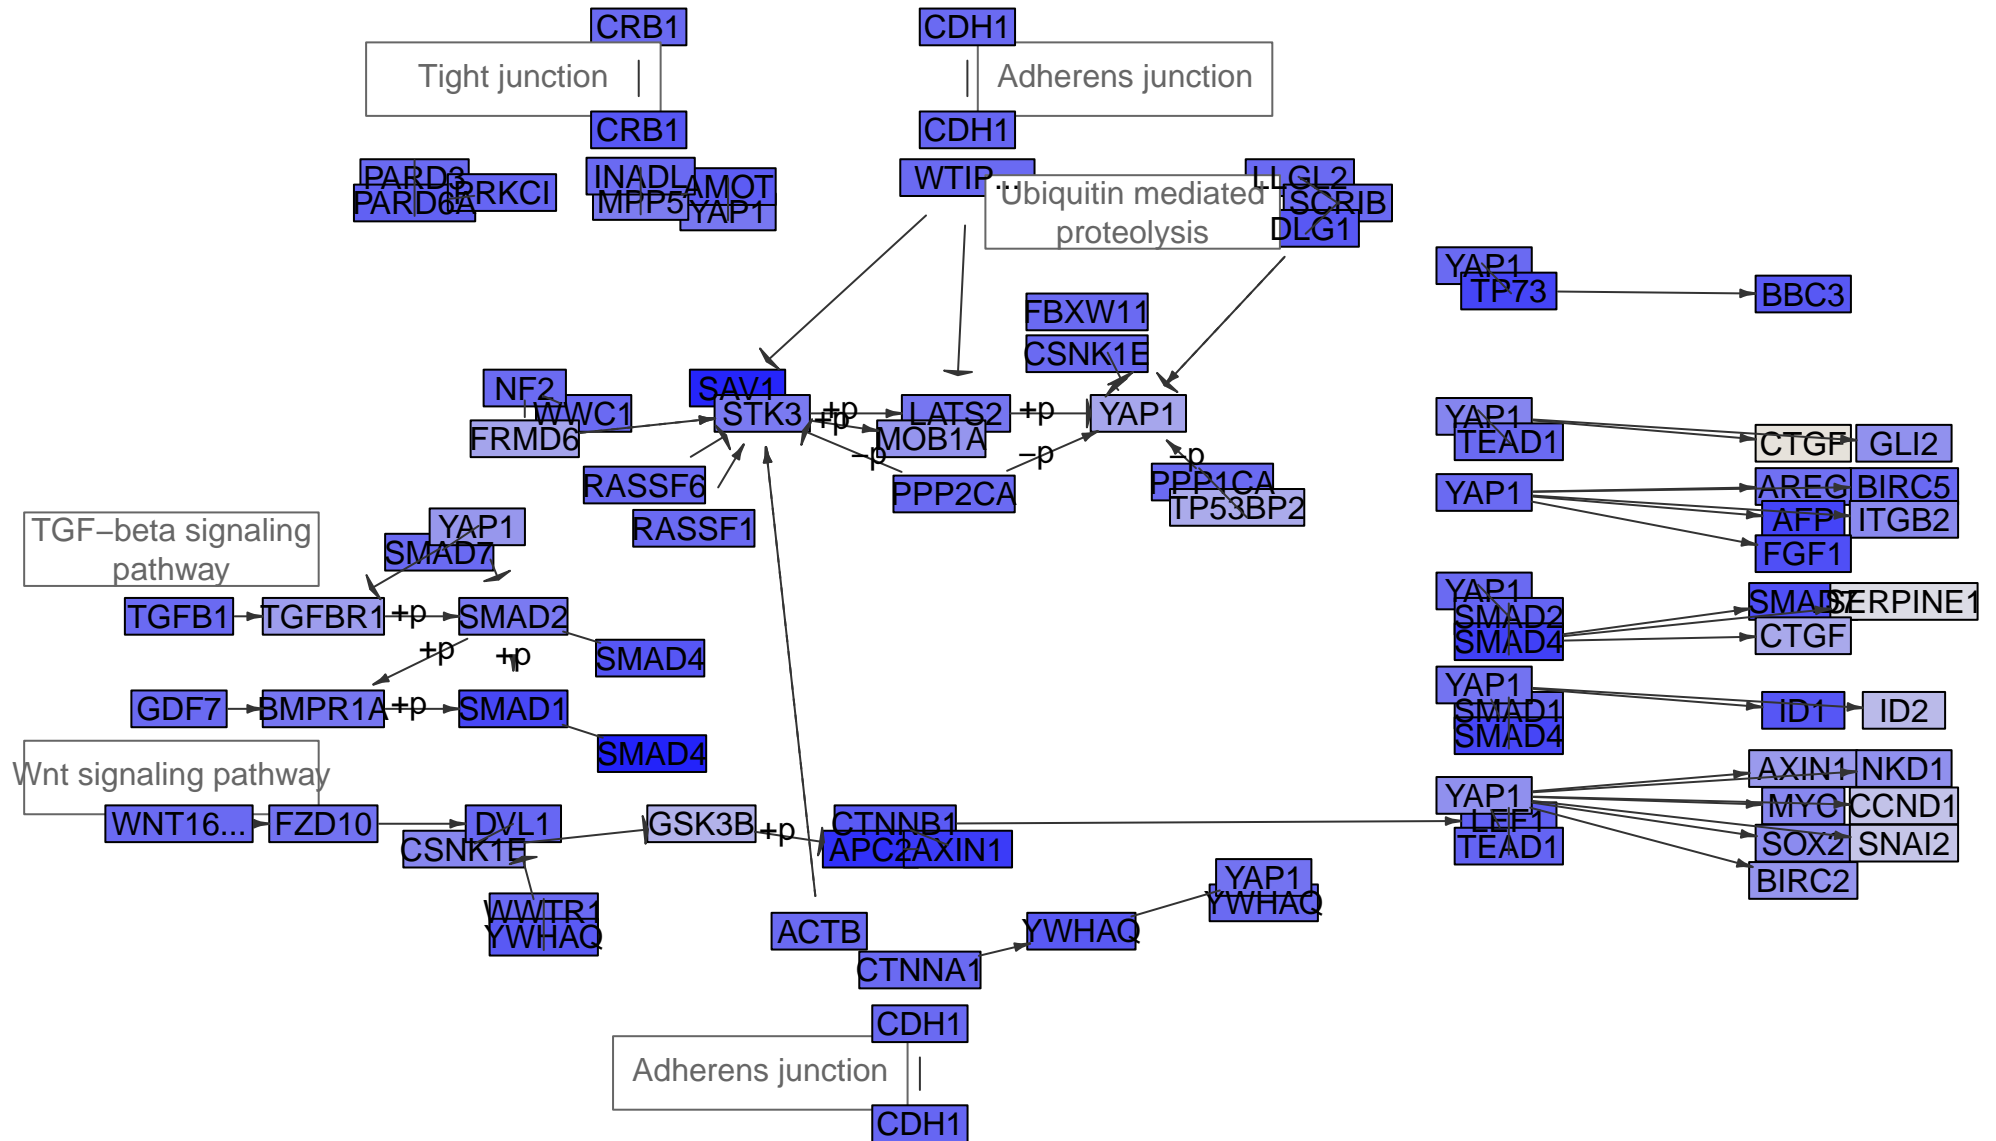 CRB1
CDH1
Tight junction
Adherens junction
CRB1
CDH1
PARD3
PARD6A
PRKCI
INADL
MPP5
AMOT
YAP1
WTIP...
Ubiquitin mediated
proteolysis
LLGL2
SCRIB
DLG1
YAP1
TP73
BBC3
FBXW11
CSNK1E
NF2
WWC1
FRMD6
SAV1
STK3
+p
+p
LATS2
MOB1A
+p
YAP1
−p
−p
−p
RASSF6
RASSF1
PPP2CA
PPP1CA
TP53BP2
YAP1
TEAD1
CTGF
GLI2
YAP1
AREG
BIRC5
AFP
ITGB2
FGF1
TGF−beta signaling
pathway
YAP1
SMAD7
TGFB1
TGFBR1
+p
SMAD2
SMAD4
+p
+p
GDF7
BMPR1A
+p
SMAD1
SMAD4
YAP1
SMAD2
SMAD4
SMAD7
SERPINE1
CTGF
YAP1
SMAD1
SMAD4
ID1
ID2
Wnt signaling pathway
WNT16...
FZD10
DVL1
CSNK1E
GSK3B
+p
CTNNB1
APC2
AXIN1
YAP1
LEF1
TEAD1
AXIN1
NKD1
MYC
CCND1
SOX2
SNAI2
BIRC2
WWTR1
YWHAQ
ACTB
CTNNA1
YWHAQ
YAP1
YWHAQ
CDH1
Adherens junction
CDH1